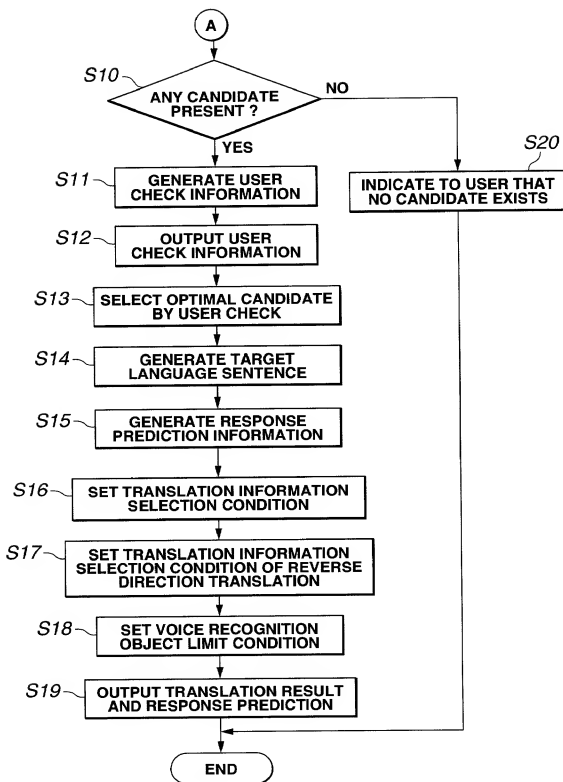 A
S10
ANY CANDIDATE
PRESENT ?
NO
YES
S20
INDICATE TO USER THAT
NO CANDIDATE EXISTS
S11
GENERATE USER
CHECK INFORMATION
S12
OUTPUT USER
CHECK INFORMATION
S13
SELECT OPTIMAL CANDIDATE
BY USER CHECK
S14
GENERATE TARGET
LANGUAGE SENTENCE
S15
GENERATE RESPONSE
PREDICTION INFORMATION
S16
SET TRANSLATION INFORMATION
SELECTION CONDITION
S17
SET TRANSLATION INFORMATION
SELECTION CONDITION OF REVERSE
DIRECTION TRANSLATION
S18
SET VOICE RECOGNITION
OBJECT LIMIT CONDITION
S19
OUTPUT TRANSLATION RESULT
AND RESPONSE PREDICTION
END